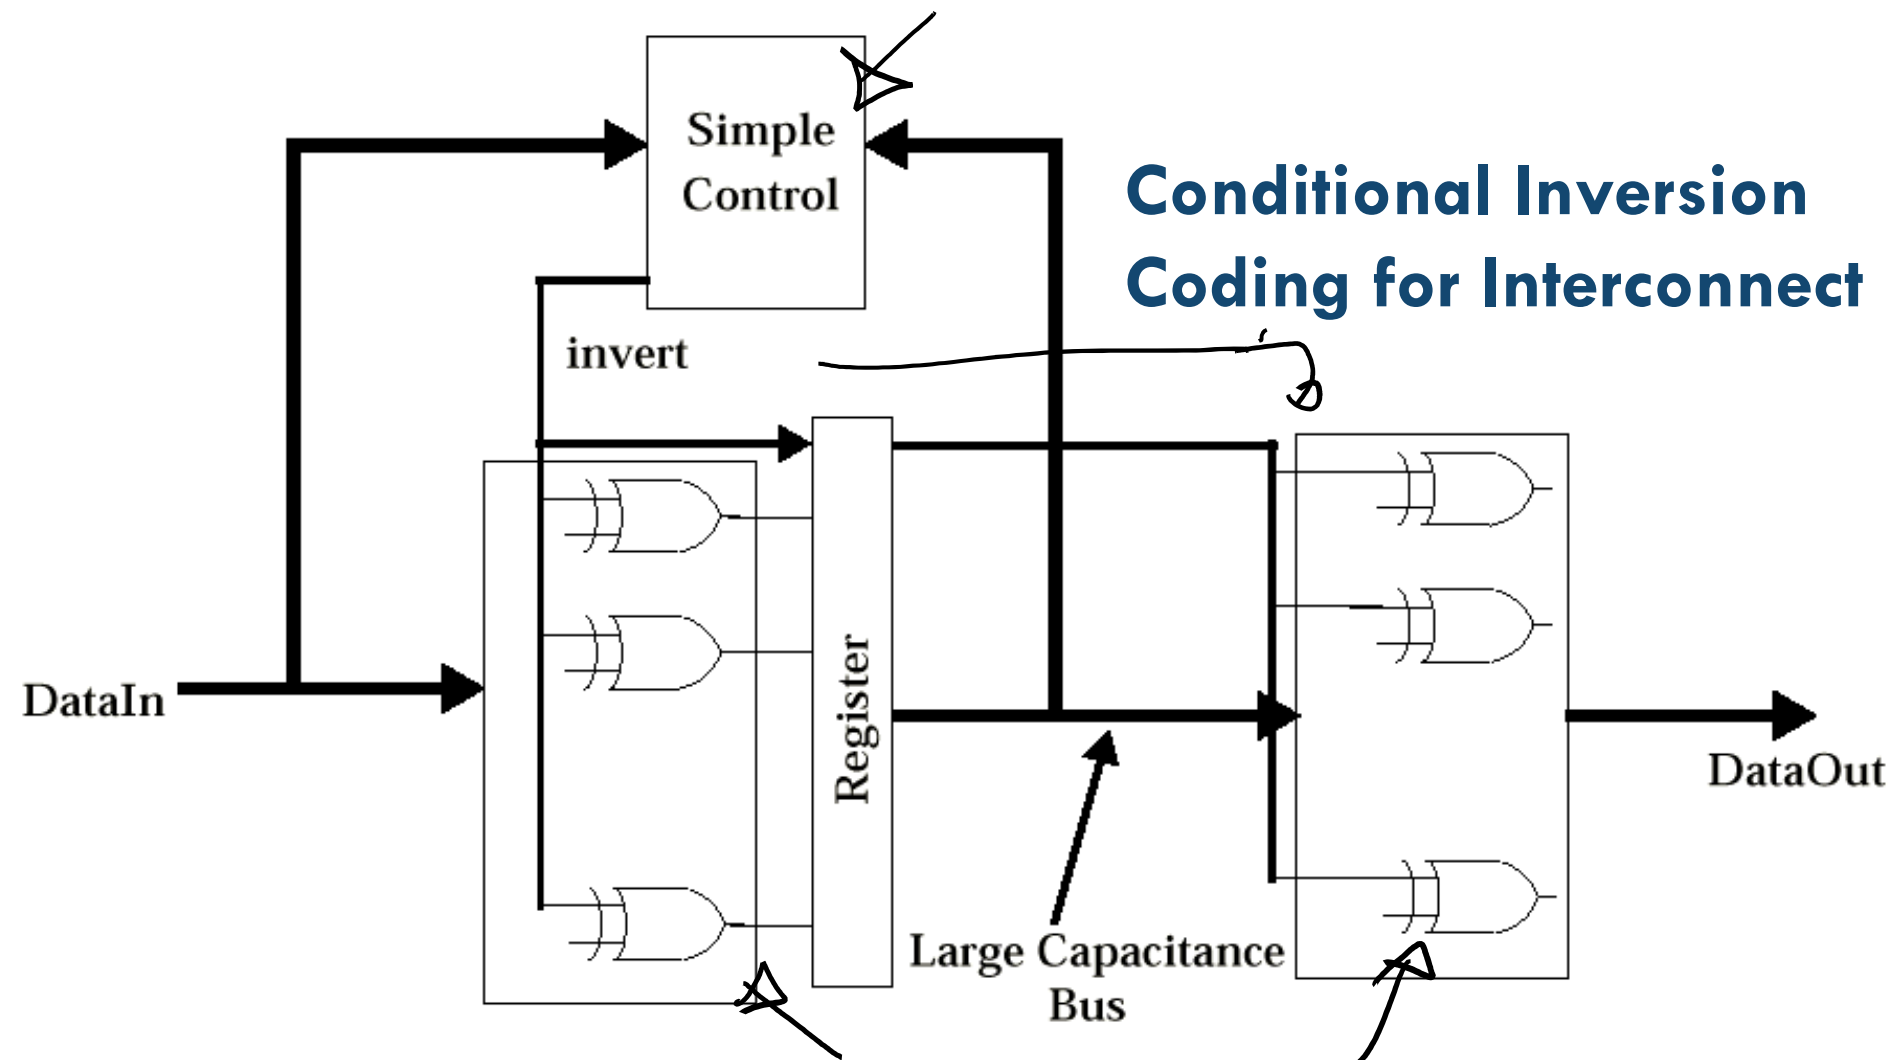 Simple
Control
Conditional Inversion
Coding for Interconnect
invert
Register
DataIn
DataOut
Large Capacitance
Bus